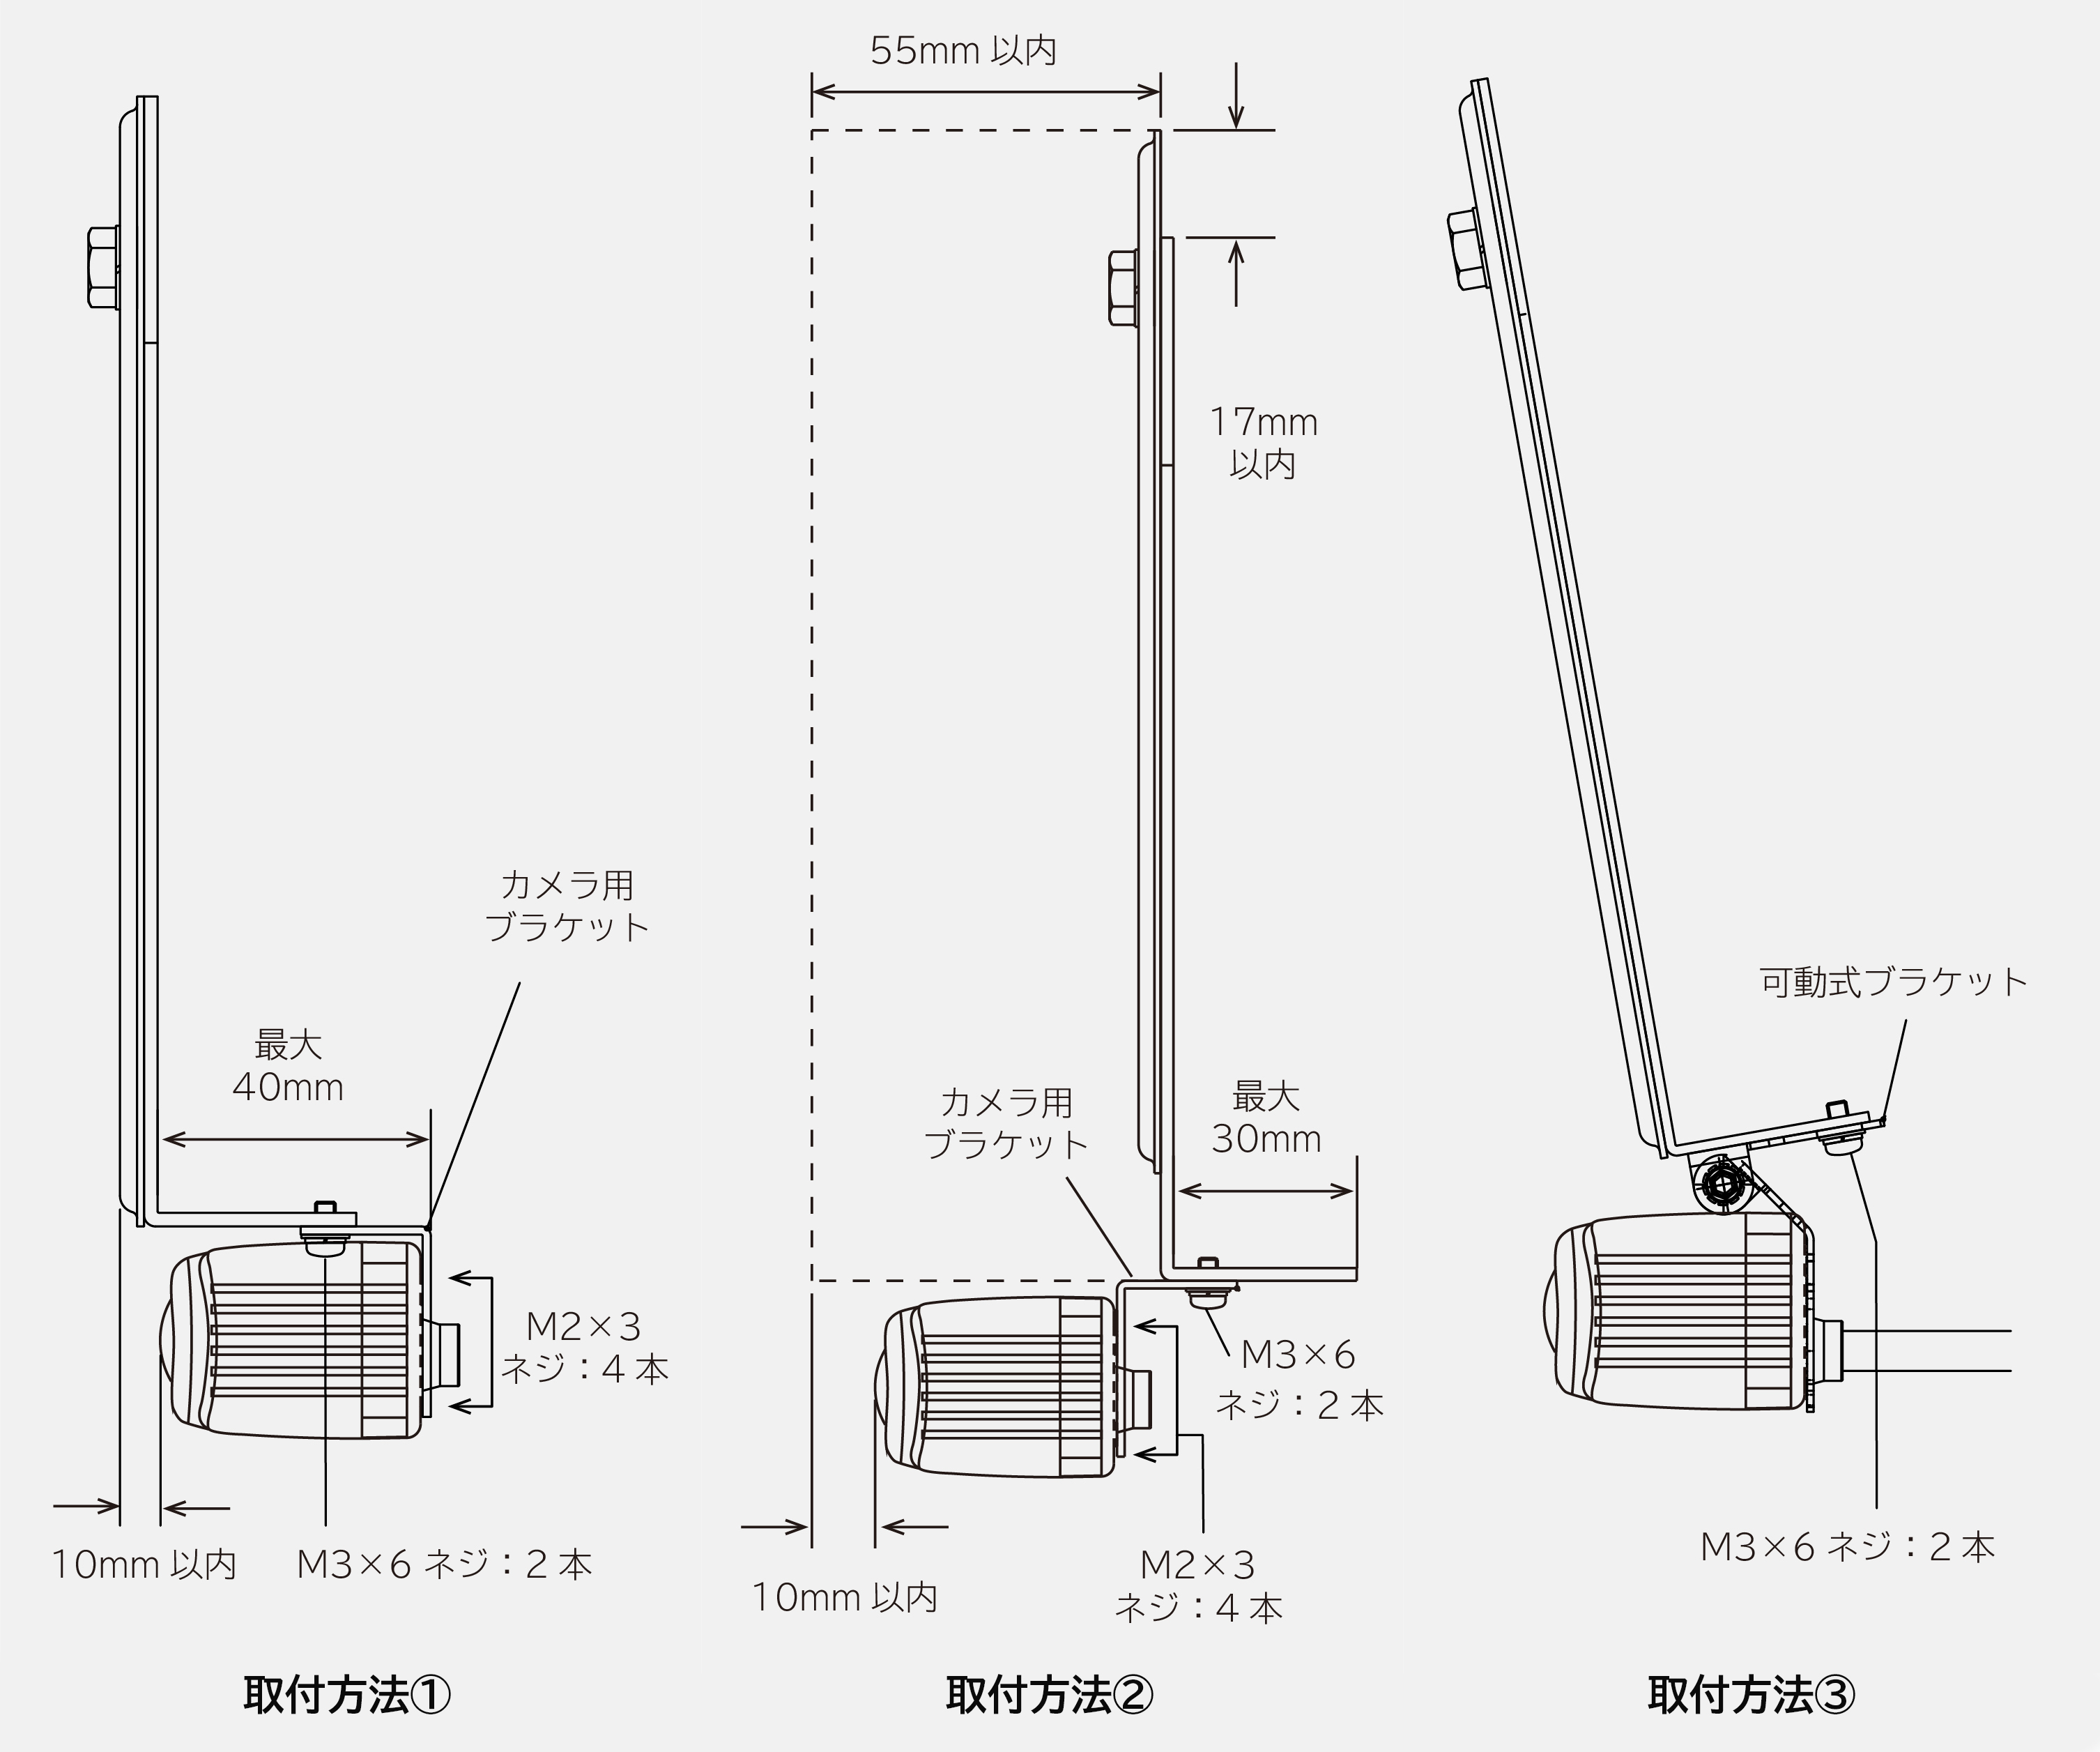 カメラ用
ブラケット
最大
40mm
M2×3
ネジ：4 本
10mm 以内
M3×6 ネジ：2 本
取付方法①
55mm 以内
17mm
以内
カメラ用
ブラケット
最大
30mm
M3×6
ネジ：2 本
10mm 以内
M2×3
ネジ：4 本
取付方法②
可動式ブラケット
M3×6 ネジ：2 本
取付方法③